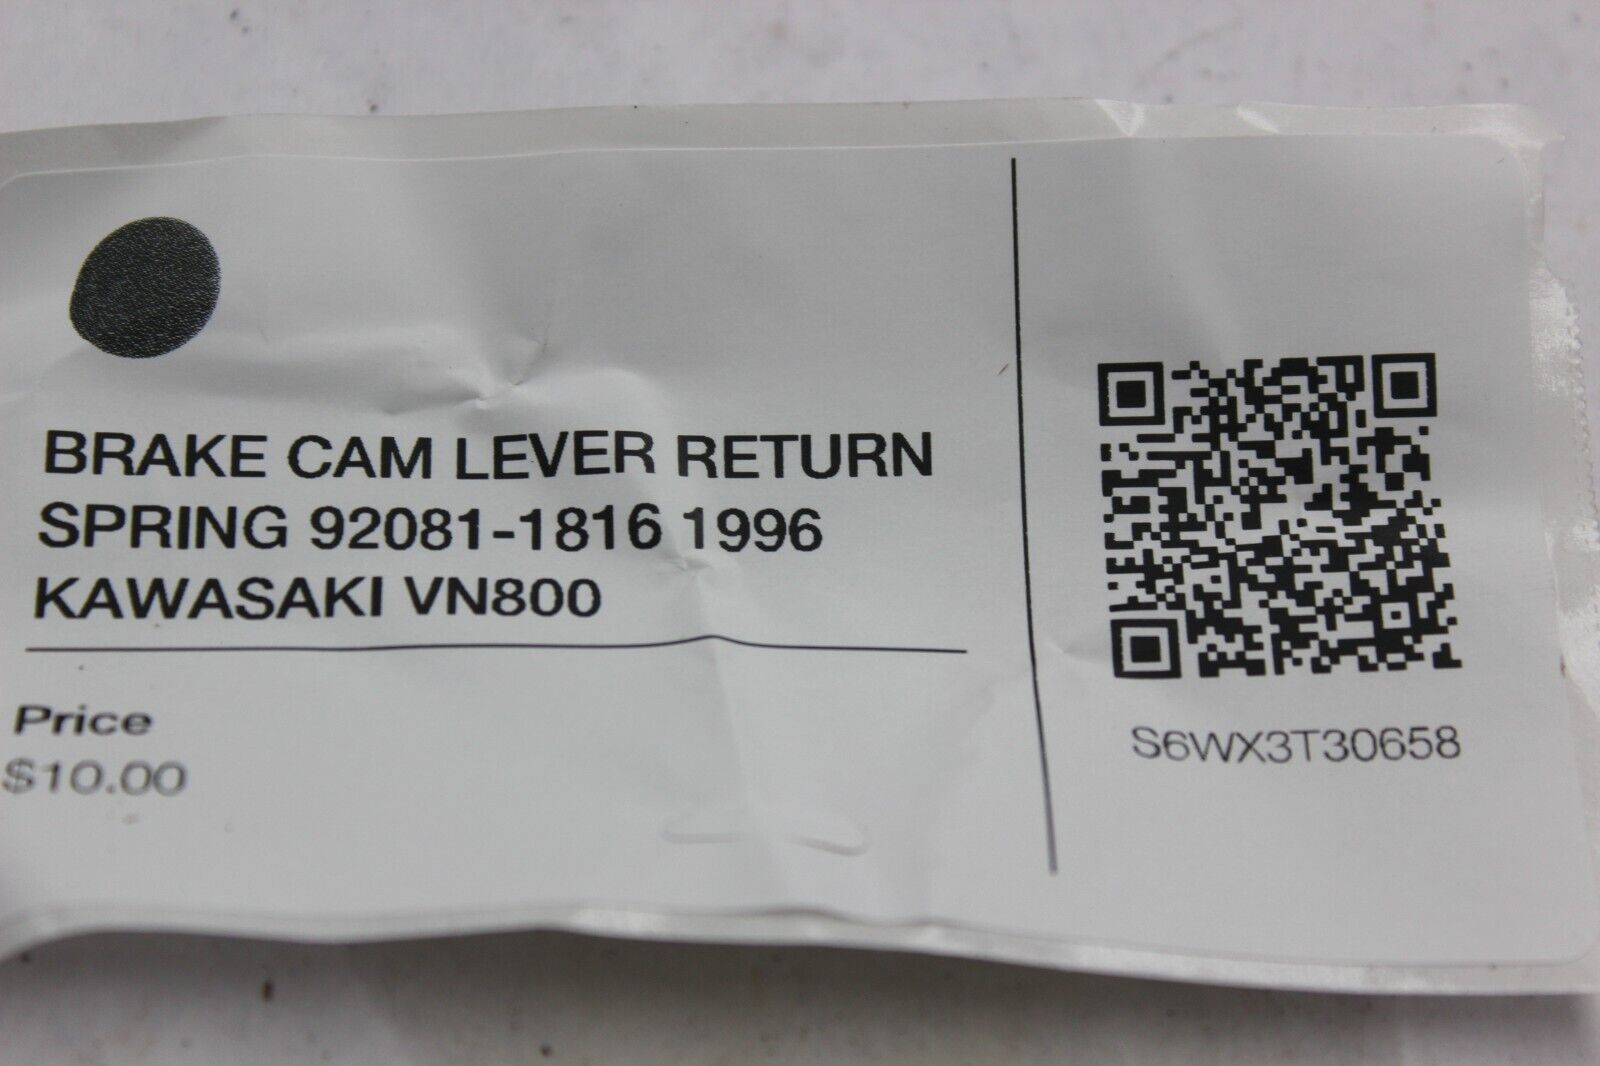 BRAKE CAM LEVER RETURN
SPRING 92081-1816 1996
KAWASAKI VN800
Price
$10.00
S6WX3T30658